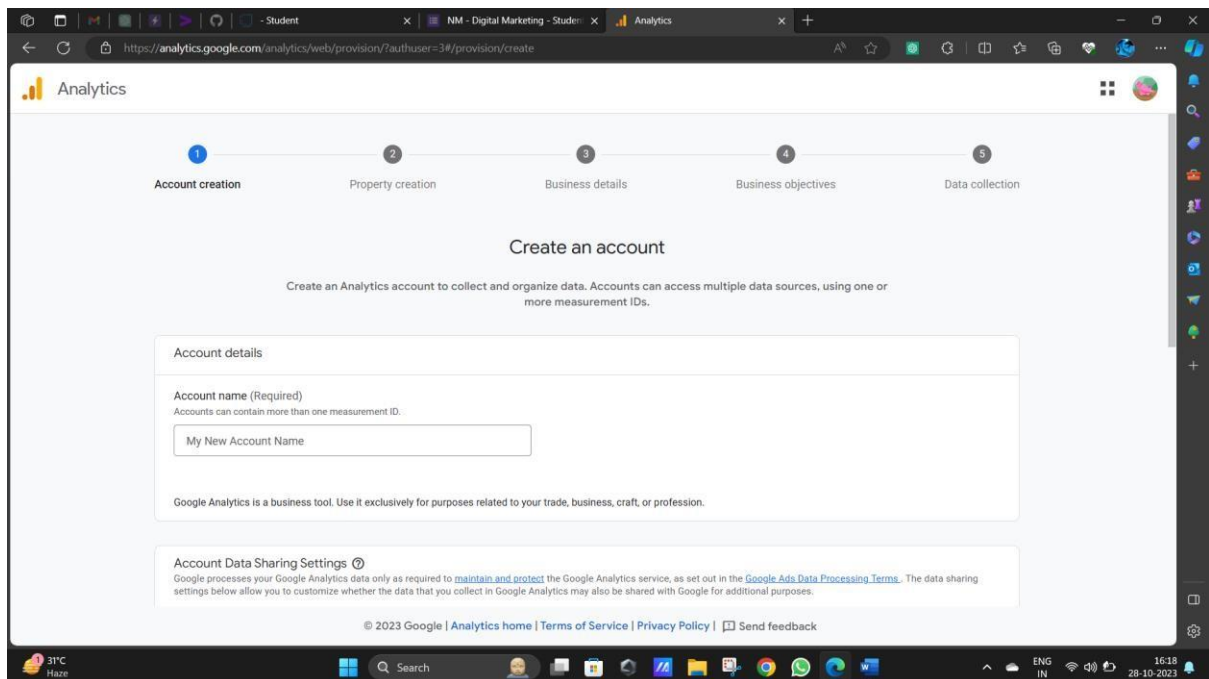 - Student
NM - Digital Marketing - Studen
Analytics
https://analytics.google.com/analytics/web/provision/?authuser=3#/provision/create
Analytics
1 2 3 4 5
Account creation Property creation Business details Business objectives Data collection
Create an account
Create an Analytics account to collect and organize data. Accounts can access multiple data sources, using one or
more measurement IDs.
Account details
Account name (Required)
Accounts can contain more than one measurement ID.
My New Account Name
Google Analytics is a business tool. Use it exclusively for purposes related to your trade, business, craft, or profession.
Account Data Sharing Settings
Google processes your Google Analytics data only as required to maintain and protect the Google Analytics service, as set out in the Google Ads Data Processing Terms . The data sharing
settings below allow you to customize whether the data that you collect in Google Analytics may also be shared with Google for additional purposes.
© 2023 Google | Analytics home | Terms of Service | Privacy Policy | Send feedback
1
31°C
Haze
Search
ENG
IN
16:18
28-10-2023